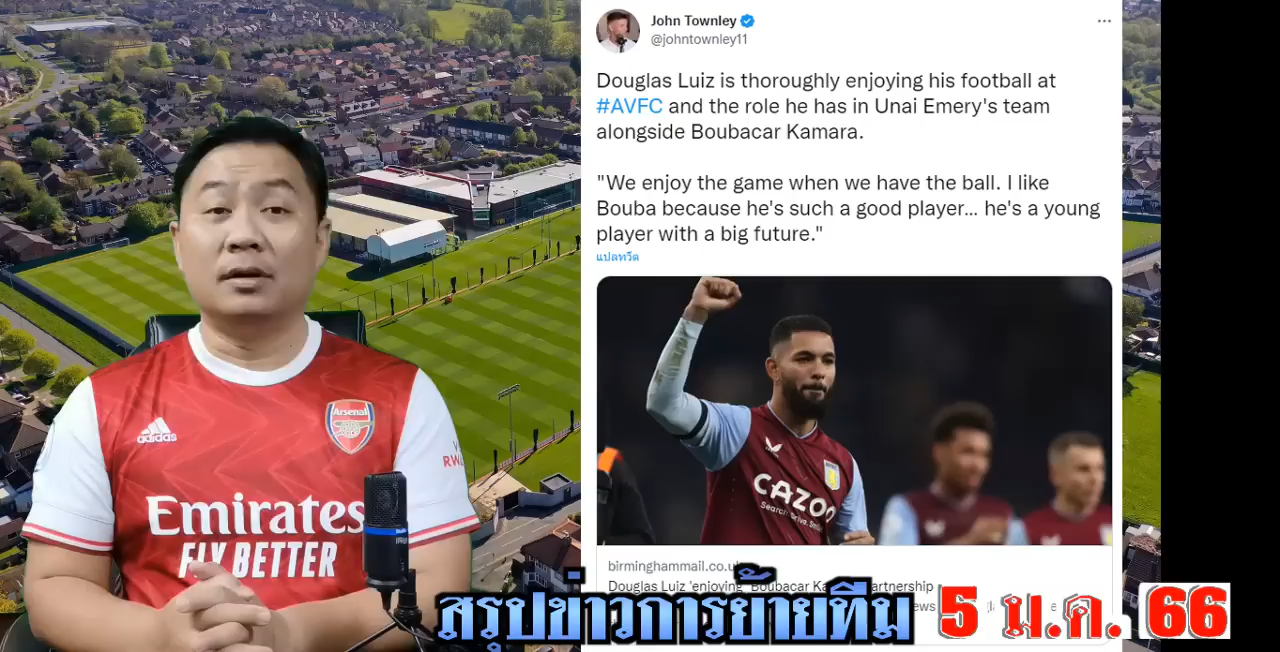 John Townley
@johntownley11
Douglas Luiz is thoroughly enjoying his football at
#AVFC and the role he has in Unai Emery's team
alongside Boubacar Kamara.
"We enjoy the game when we have the ball. I like
Bouba because he's such a good player... he's a young
player with a big future."
แปลทวีต
Arsenal
adidas
RW
Emirates
FLY BETTER
CAZOO
birminghammail.co.u
Douglas Luiz 'enjoying' Boubacar Ka artnership
สรุปข่าวการย้ายทีม 5 ม.ค. 66